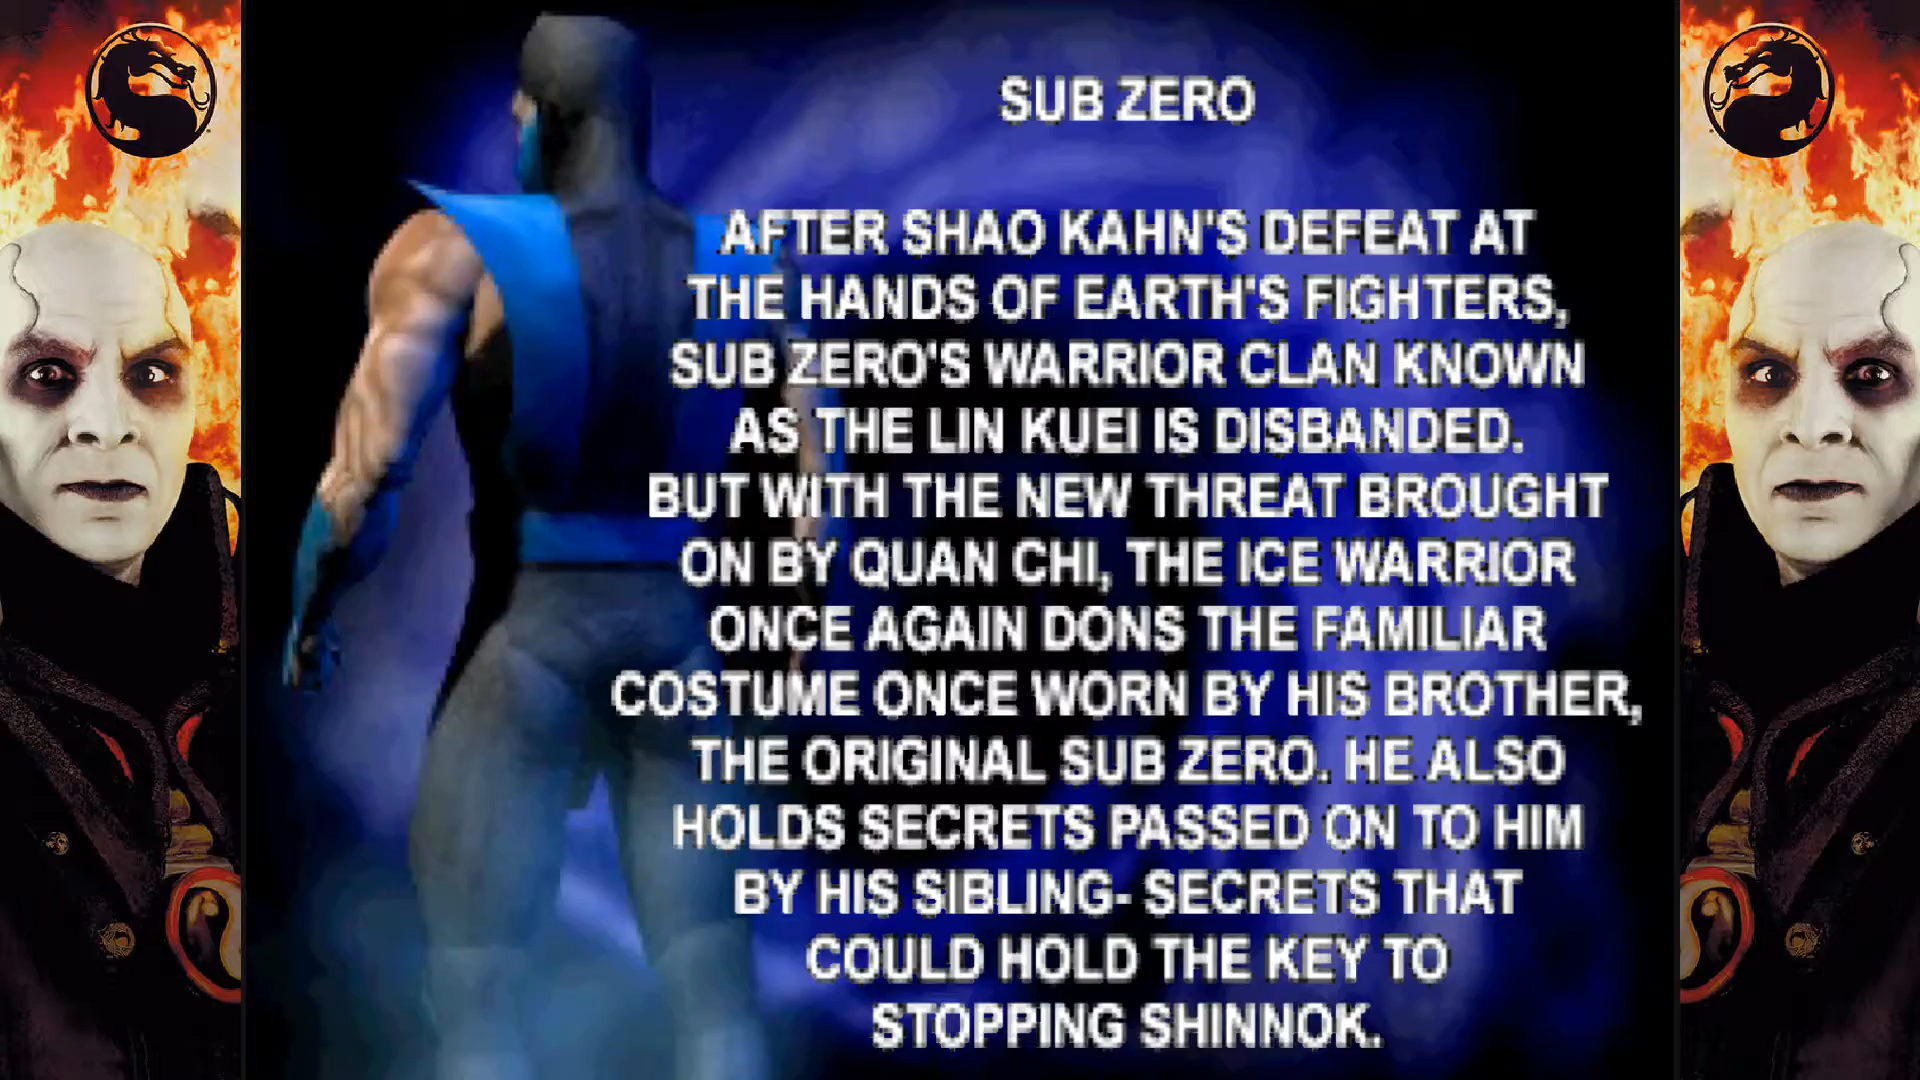 SUB ZERO
AFTER SHAO KAHN'S DEFEAT AT
THE HANDS OF EARTH'S FIGHTERS,
SUB ZERO'S WARRIOR CLAN KNOWN
AS THE LIN KUEI IS DISBANDED.
BUT WITH THE NEW THREAT BROUGHT
ON BY QUAN CHI, THE ICE WARRIOR
ONCE AGAIN DONS THE FAMILIAR
COSTUME ONCE WORN BY HIS BROTHER,
THE ORIGINAL SUB ZERO. HE ALSO
HOLDS SECRETS PASSED ON TO HIM
BY HIS SIBLING- SECRETS THAT
COULD HOLD THE KEY TO
STOPPING SHINNOK.